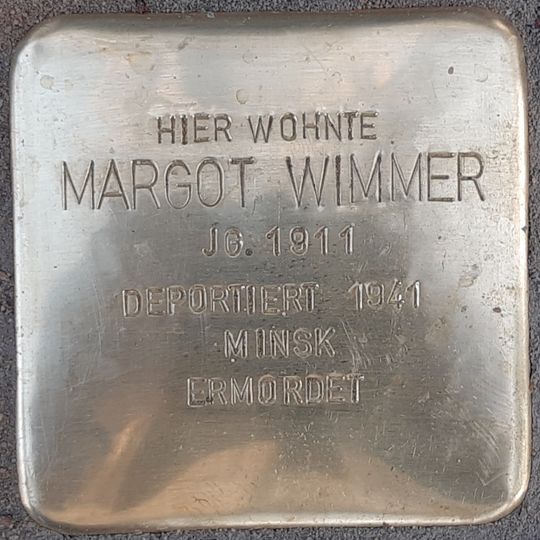 HIER WOHNTE
MARGOT WIMMER
JG. 1911
DEPORTIERT 1941
MINSK
ERMORDET